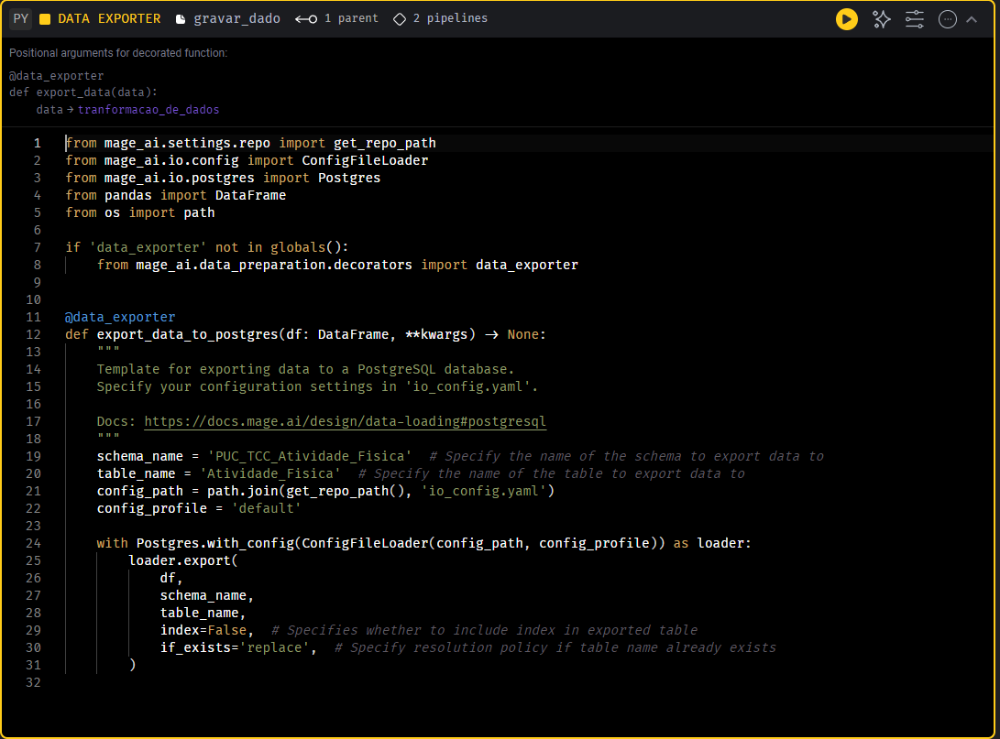 PY DATA EXPORTER gravar_dado 1 parent 2 pipelines
Positional arguments for decorated function:
@data_exporter
def export_data(data):
    data → tranformacao_de_dados
1 from mage_ai.settings.repo import get_repo_path
2 from mage_ai.io.config import ConfigFileLoader
3 from mage_ai.io.postgres import Postgres
4 from pandas import DataFrame
5 from os import path
6
7 if 'data_exporter' not in globals():
8     from mage_ai.data_preparation.decorators import data_exporter
9
10
11 @data_exporter
12 def export_data_to_postgres(df: DataFrame, **kwargs) -> None:
13     """
14     Template for exporting data to a PostgreSQL database.
15     Specify your configuration settings in 'io_config.yaml'.
16
17     Docs: https://docs.mage.ai/design/data-loading#postgresql
18     """
19     schema_name = 'PUC_TCC_Atividade_Fisica'  # Specify the name of the schema to export data to
20     table_name = 'Atividade_Fisica'  # Specify the name of the table to export data to
21     config_path = path.join(get_repo_path(), 'io_config.yaml')
22     config_profile = 'default'
23
24     with Postgres.with_config(ConfigFileLoader(config_path, config_profile)) as loader:
25         loader.export(
26             df,
27             schema_name,
28             table_name,
29             index=False,  # Specifies whether to include index in exported table
30             if_exists='replace',  # Specify resolution policy if table name already exists
31         )
32